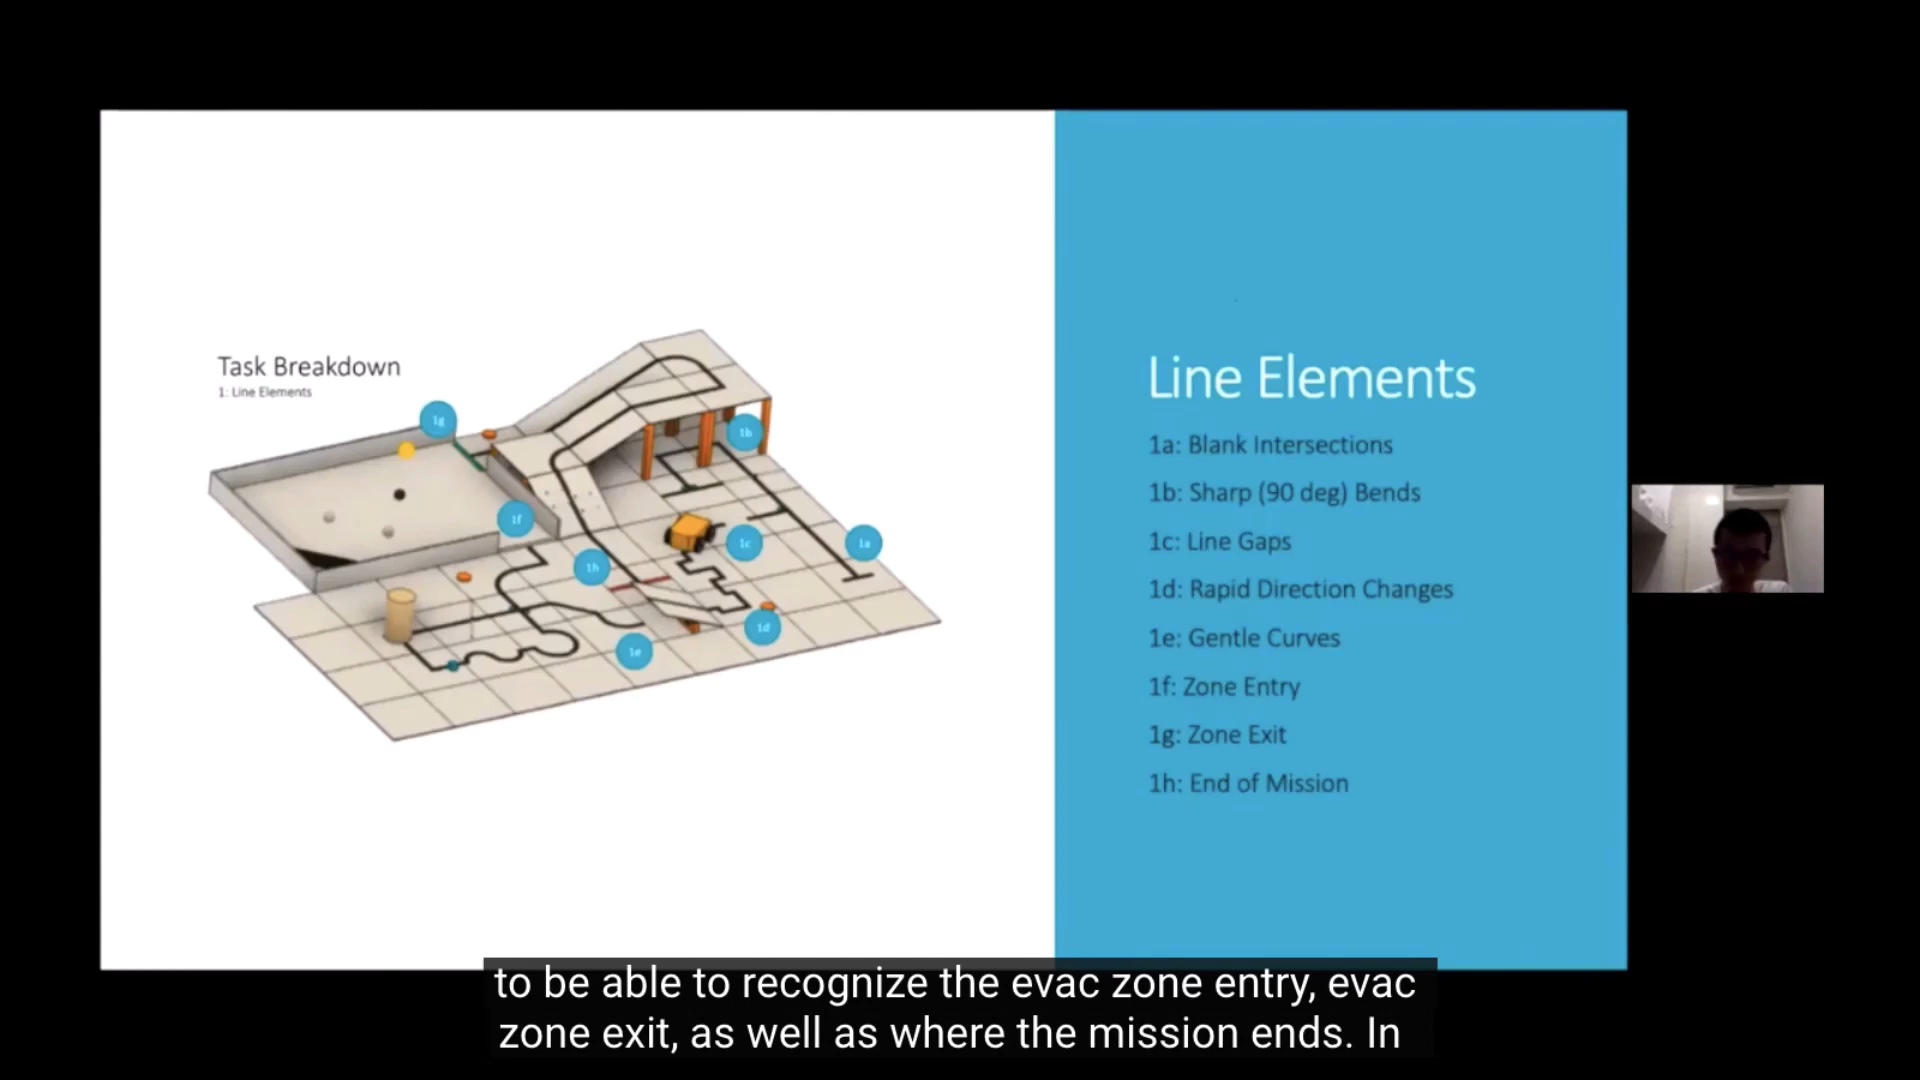 Task Breakdown
1: Line Elements
1g
1b
1f
1c
1a
1h
1d
1e
Line Elements
1a: Blank Intersections
1b: Sharp (90 deg) Bends
1c: Line Gaps
1d: Rapid Direction Changes
1e: Gentle Curves
1f: Zone Entry
1g: Zone Exit
1h: End of Mission
to be able to recognize the evac zone entry, evac
zone exit, as well as where the mission ends. In